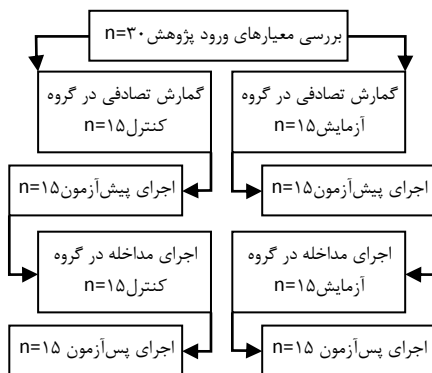 بررسی معیارهای ورود پژوهش n=۳۰
گمارش تصادفی در گروه
آزمایش n=۱۵
گمارش تصادفی در گروه
کنترل n=۱۵
اجرای پیش‌آزمون n=۱۵
اجرای پیش‌آزمون n=۱۵
اجرای مداخله در گروه
آزمایش n=۱۵
اجرای مداخله در گروه
کنترل n=۱۵
اجرای پس‌آزمون n=۱۵
اجرای پس‌آزمون n=۱۵